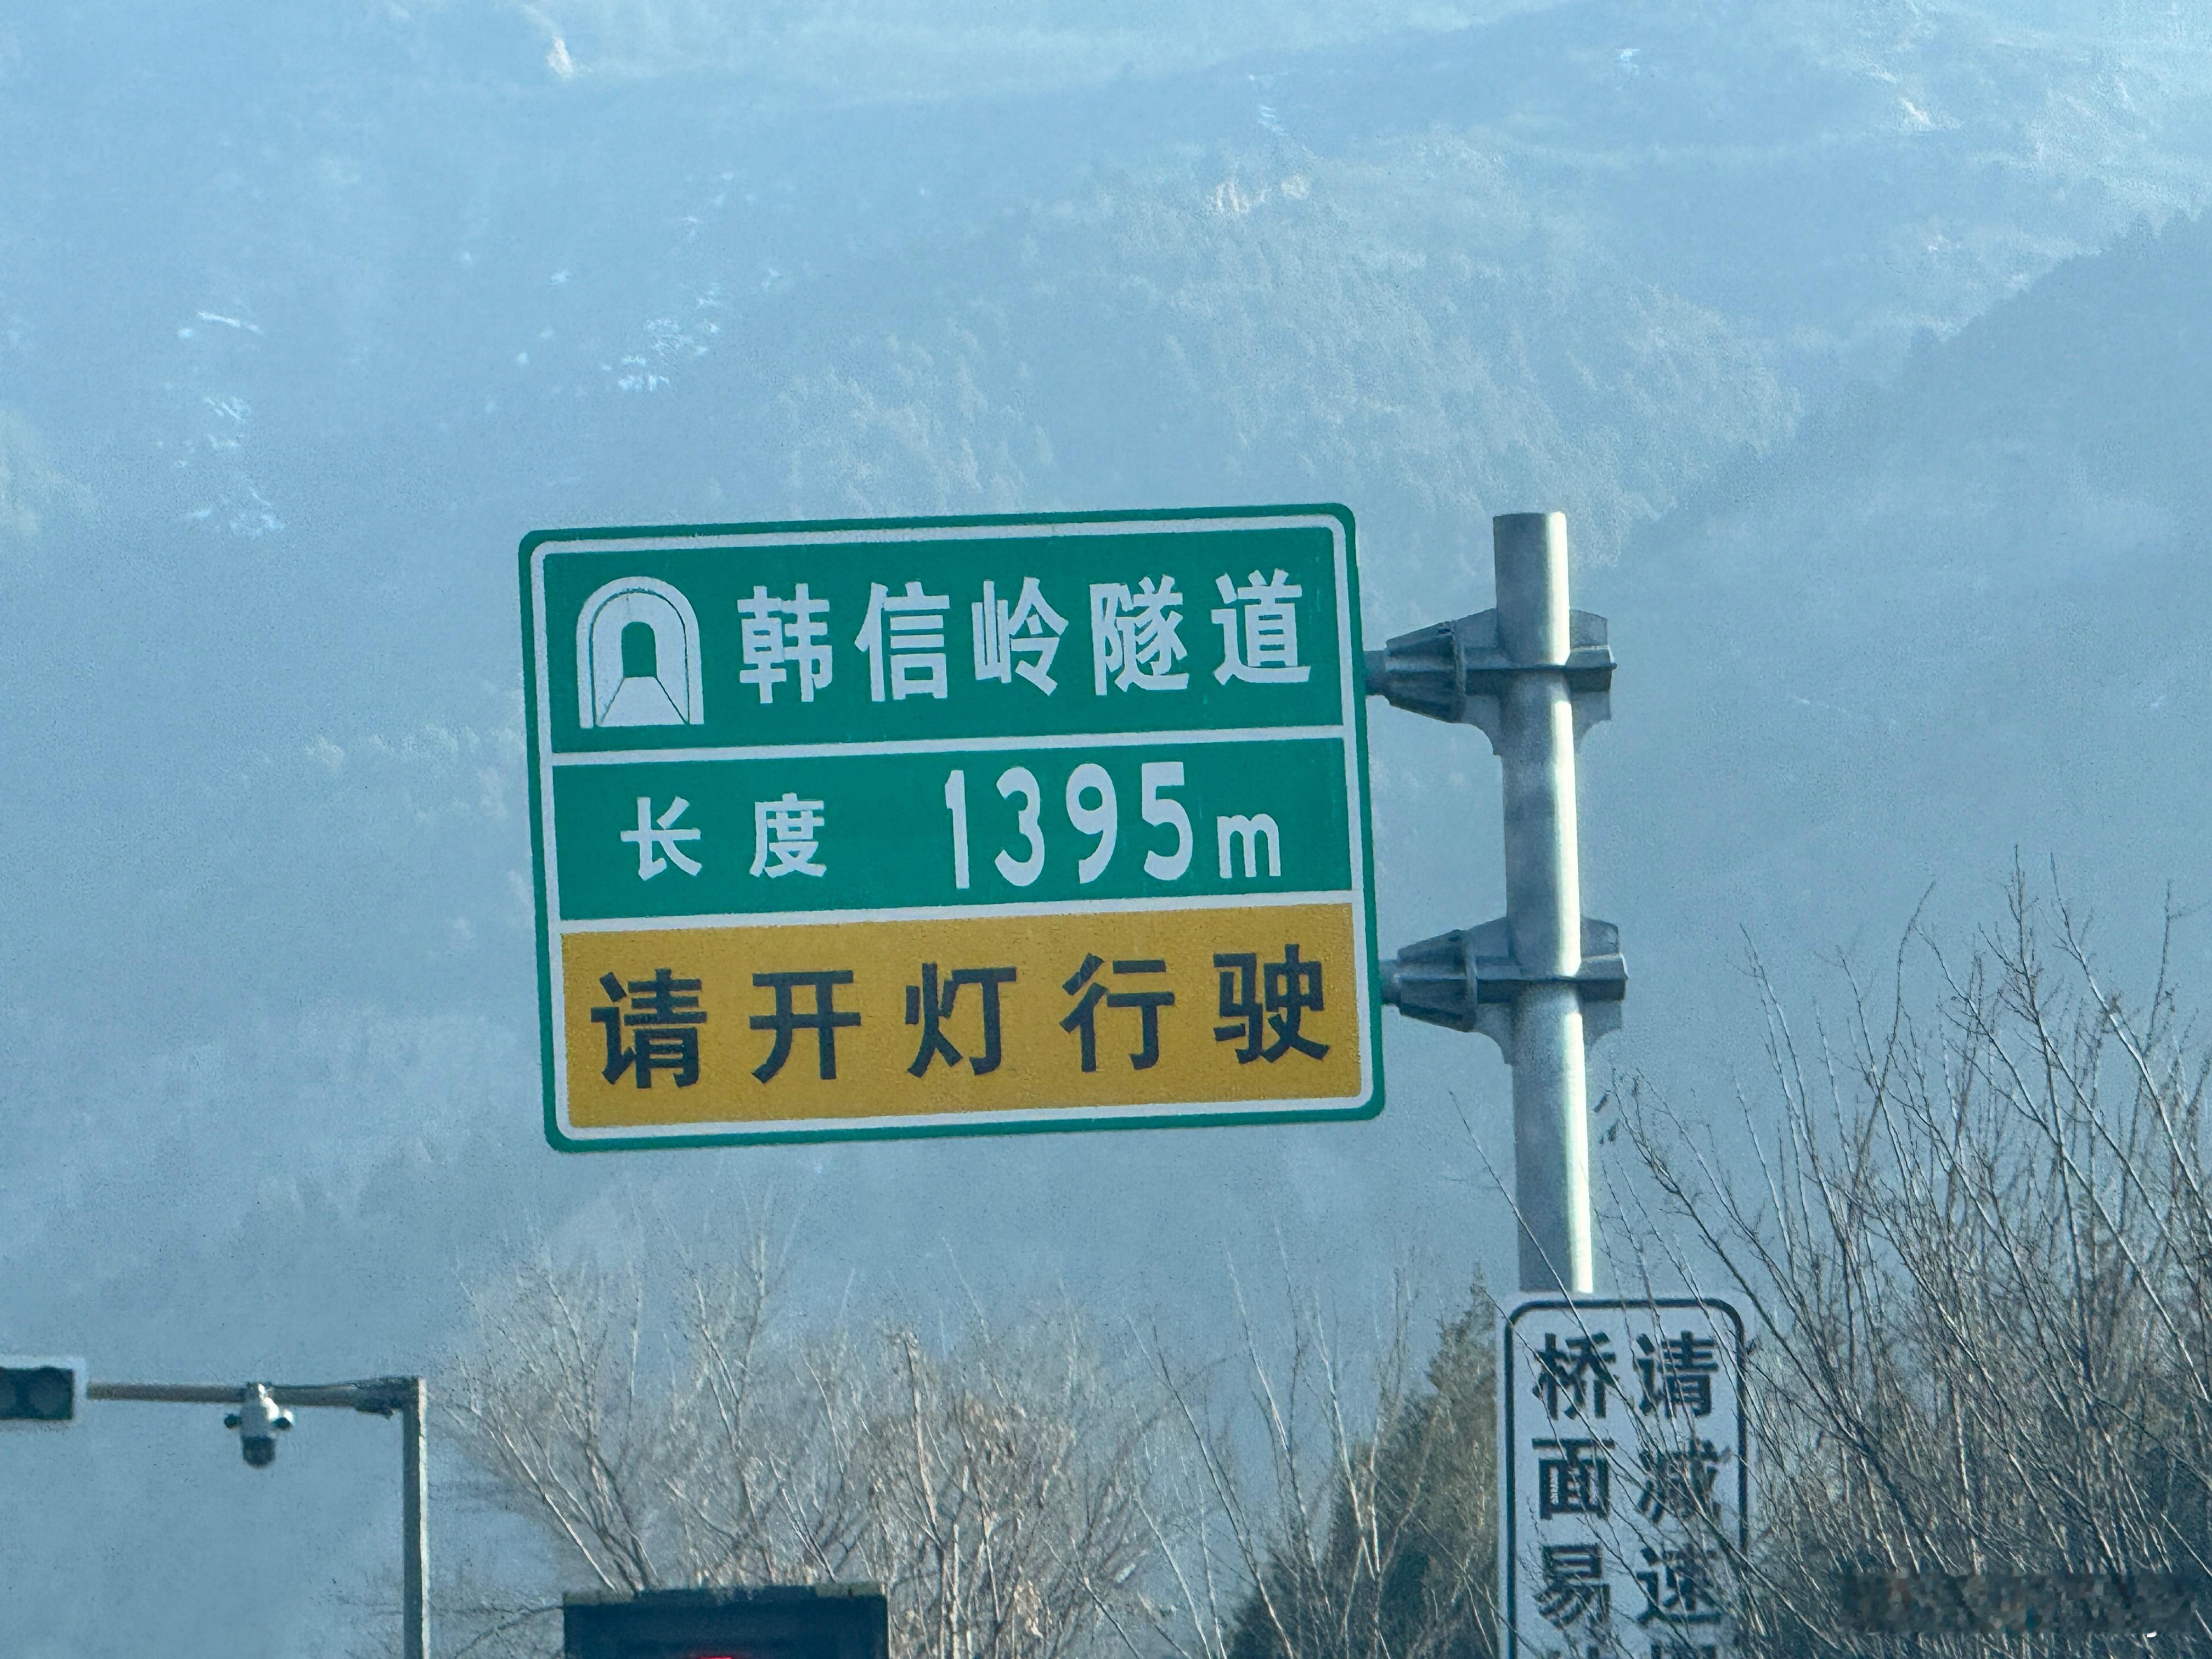 韩信岭隧道
长度 1395m
请开灯行驶
请减速
桥面易